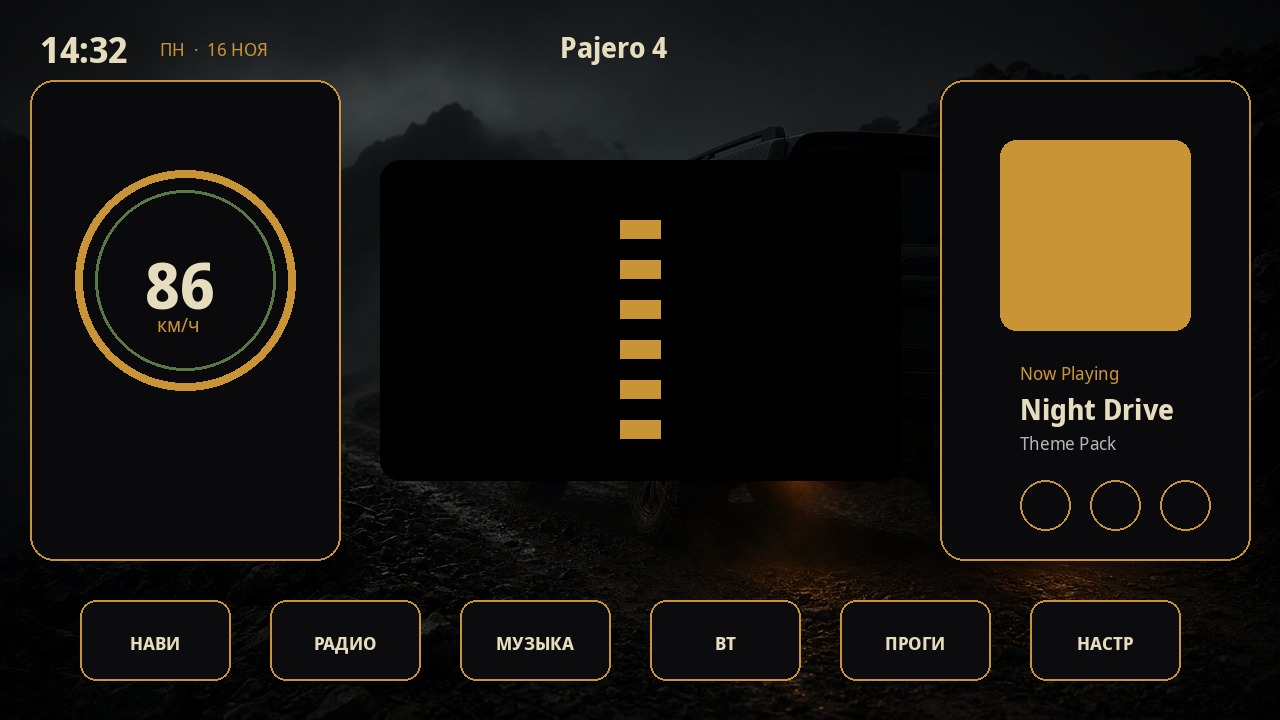 14:32
ПН · 16 НОЯ
Pajero 4
86
км/ч
Now Playing
Night Drive
Theme Pack
НАВИ
РАДИО
МУЗЫКА
BT
ПРОГИ
НАСТР